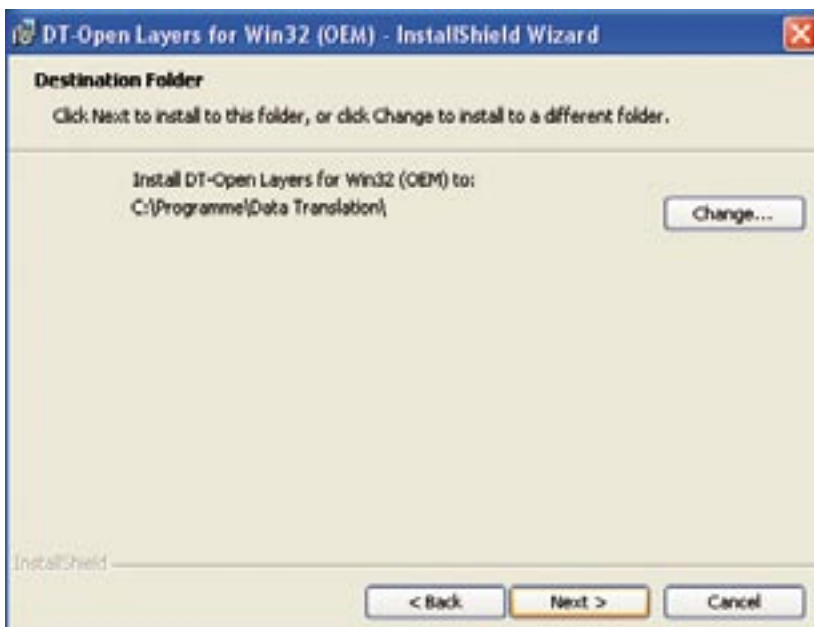 DT-Open Layers for Win32 (OEM) - InstallShield Wizard
Destination Folder
Click Next to install to this folder, or click Change to install to a different folder.
Install DT-Open Layers for Win32 (OEM) to:
C:\Programme\Data Translation\
Change...
InstallShield
< Back
Next >
Cancel